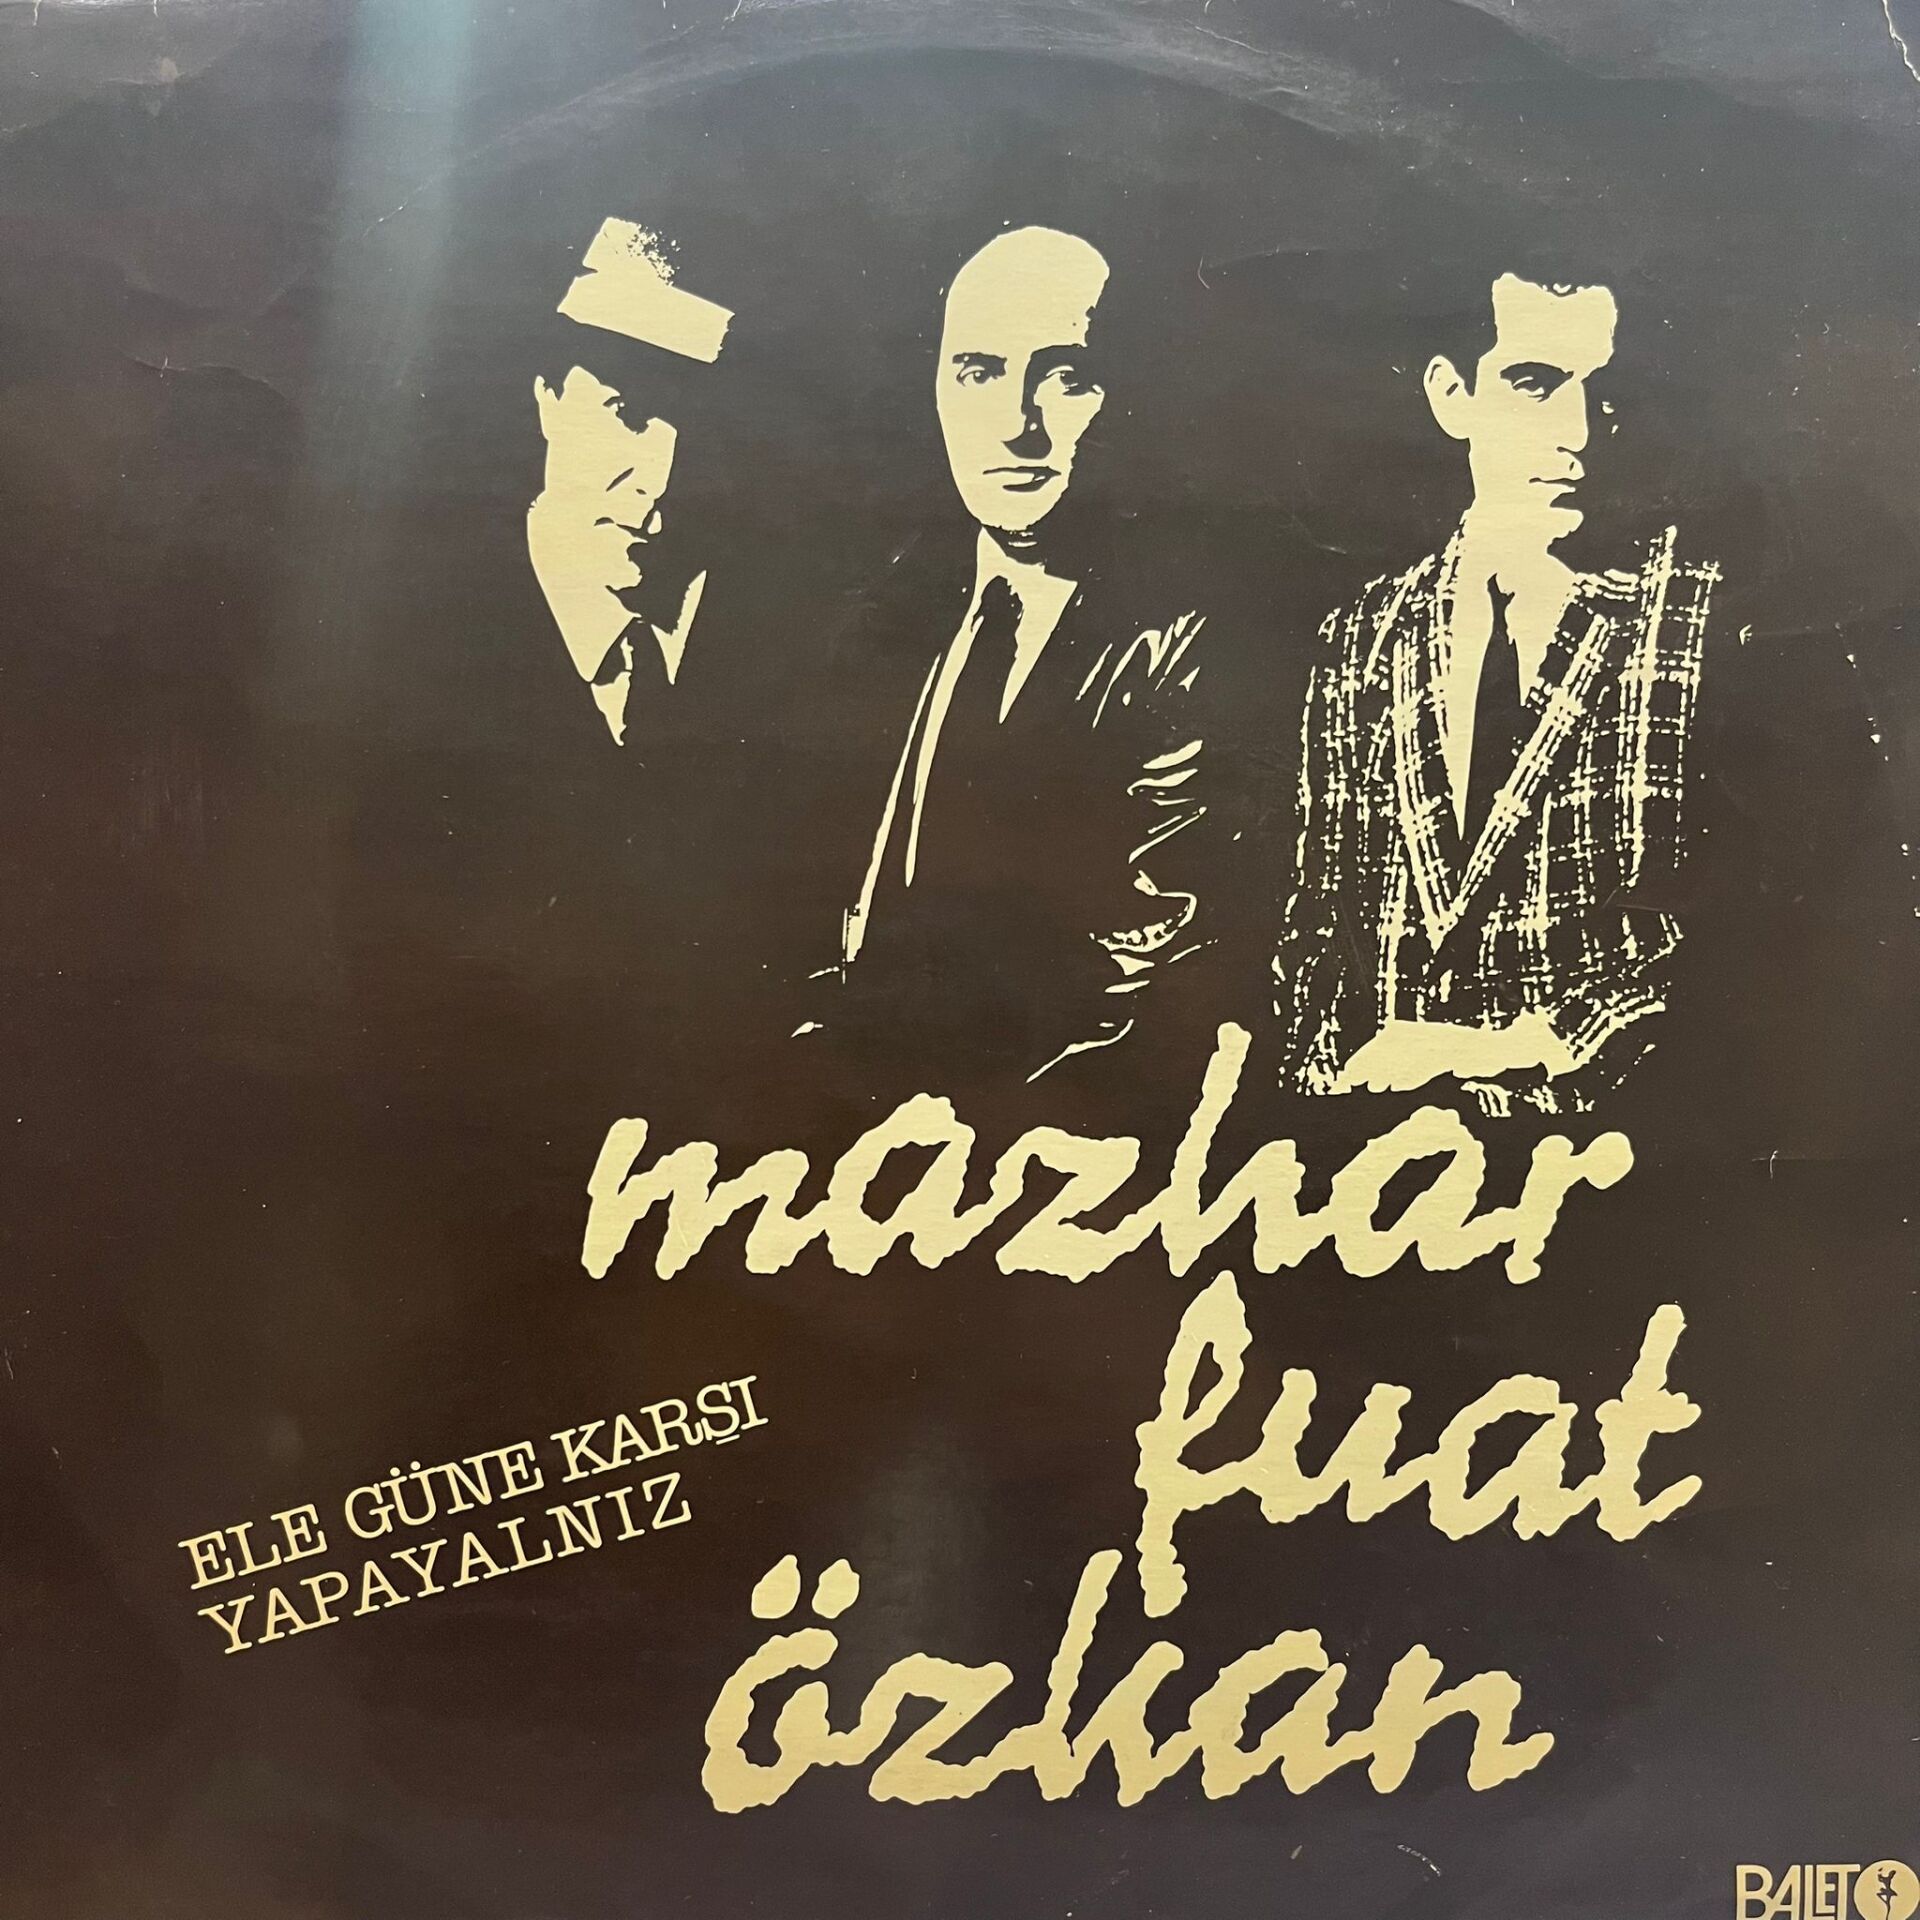 mazhar
fuat
özkan
ELE GÜNE KARŞI
YAPAYALNIZ
BALET